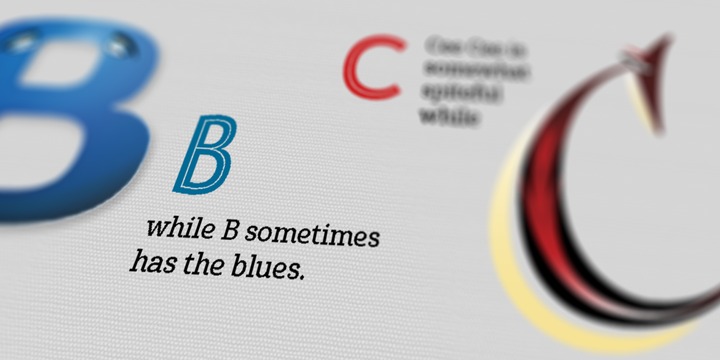 B
B
while B sometimes
has the blues.
C
Cee Cee is
somewhat
spiteful
while
C